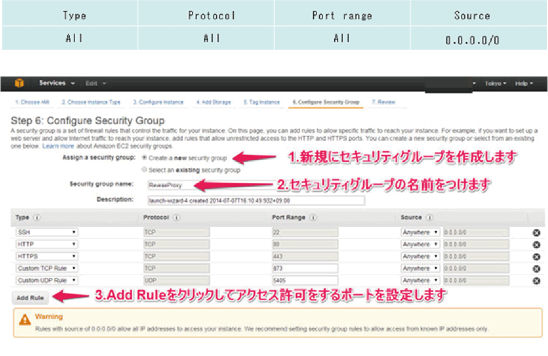 Type Protocol Port range Source
All All All 0.0.0.0/0
Services Edit Tokyo Help
1. Choose AMI 2. Choose Instance Type 3. Configure Instance 4. Add Storage 5. Tag Instance 6. Configure Security Group 7. Review
Step 6: Configure Security Group
A security group is a set of firewall rules that control the traffic for your instance. On this page, you can add rules to allow specific traffic to reach your instance. For example, if you want to set up a
web server and allow Internet traffic to reach your instance, add rules that allow unrestricted access to the HTTP and HTTPS ports. You can create a new security group or select from an existing
one below. Learn more about Amazon EC2 security groups.
Assign a security group: Create a new security group 1.新規にセキュリティグループを作成します
Select an existing security group
Security group name: ReveseProxy 2.セキュリティグループの名前をつけます
Description: launch-wizard-4 created 2014-07-07T16:10:49.932+09:00
Type Protocol Port Range Source
SSH TCP 22 Anywhere 0.0.0.0/0
HTTP TCP 80 Anywhere 0.0.0.0/0
HTTPS TCP 443 Anywhere 0.0.0.0/0
Custom TCP Rule TCP 873 Anywhere 0.0.0.0/0
Custom UDP Rule UDP 5405 Anywhere 0.0.0.0/0
Add Rule 3.Add Ruleをクリックしてアクセス許可をするポートを設定します
Warning
Rules with source of 0.0.0.0/0 allow all IP addresses to access your instance. We recommend setting security group rules to allow access from known IP addresses only.